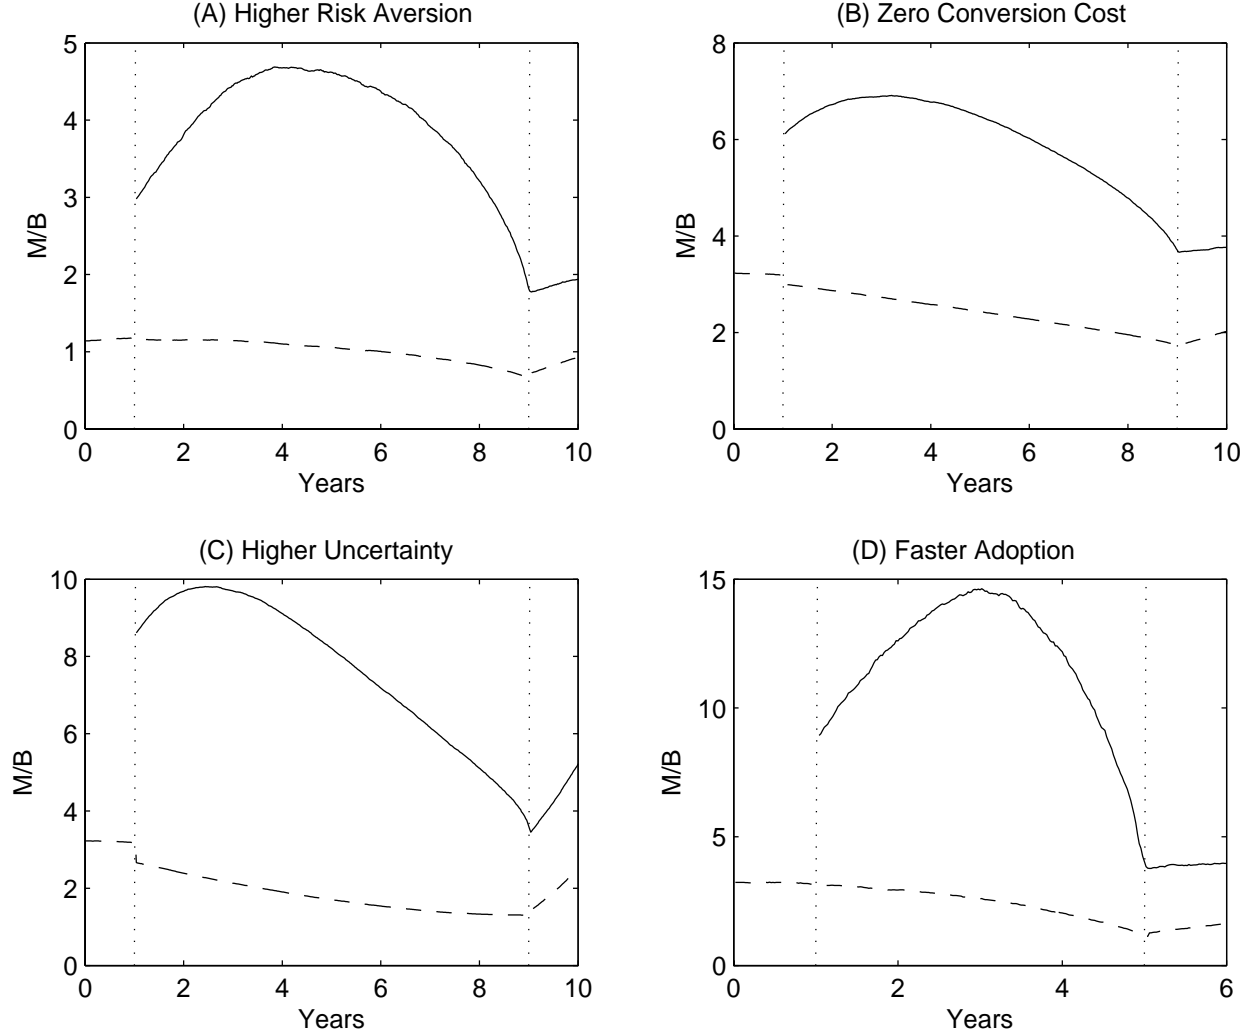 (A) Higher Risk Aversion
5
4
3
2
1
0
M/B
0 2 4 6 8 10
Years
(B) Zero Conversion Cost
8
6
4
2
0
M/B
0 2 4 6 8 10
Years
(C) Higher Uncertainty
10
8
6
4
2
0
M/B
0 2 4 6 8 10
Years
(D) Faster Adoption
15
10
5
0
M/B
0 2 4 6
Years